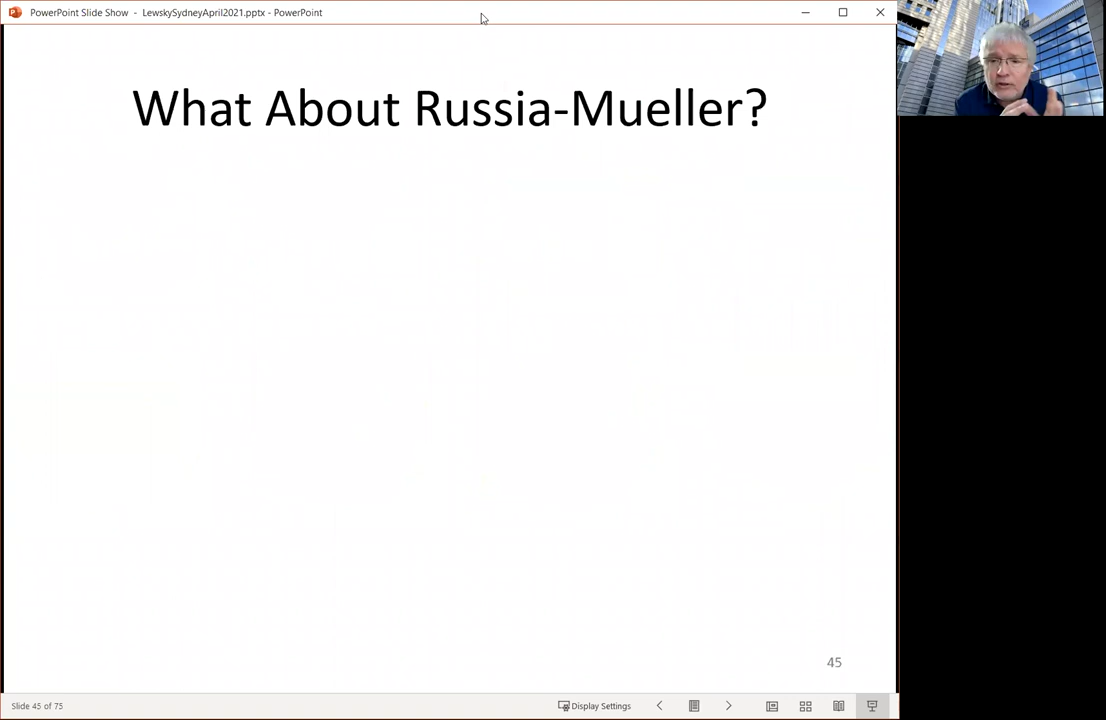 PowerPoint Slide Show - LewskySydneyApril2021.pptx - PowerPoint
What About Russia-Mueller?
45
Slide 45 of 75
Display Settings